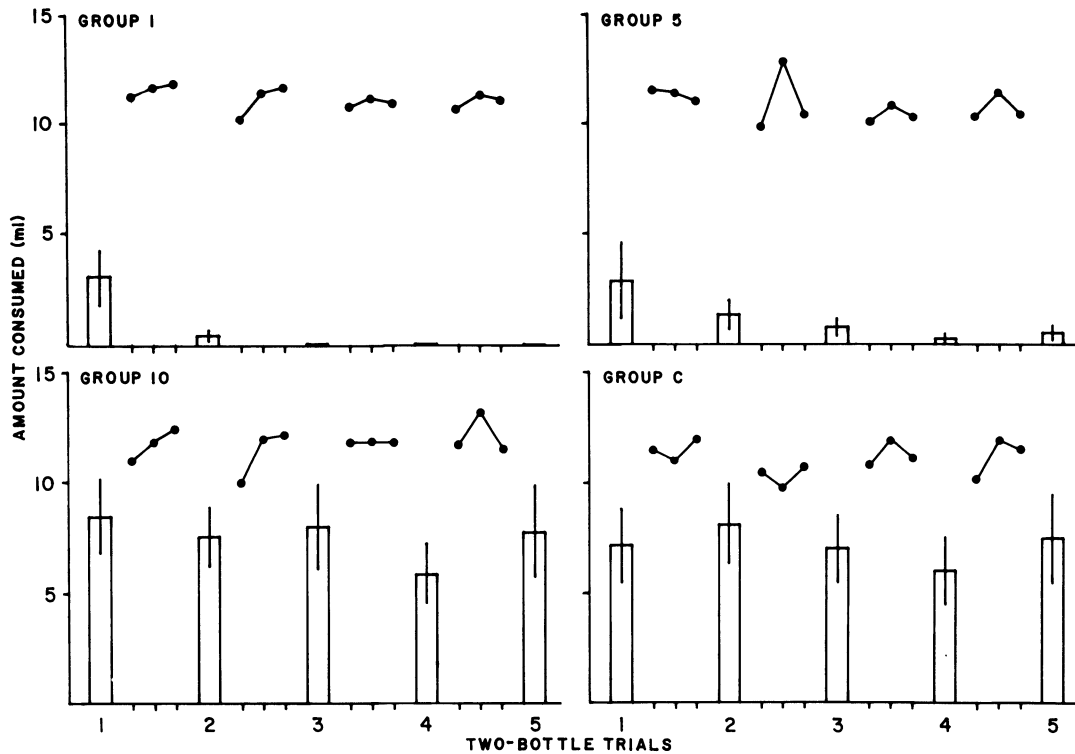 AMOUNT CONSUMED (ml)
GROUP 1
15
10
5
GROUP 5
GROUP 10
15
10
5
1 2 3 4 5
GROUP C
1 2 3 4 5
TWO-BOTTLE TRIALS